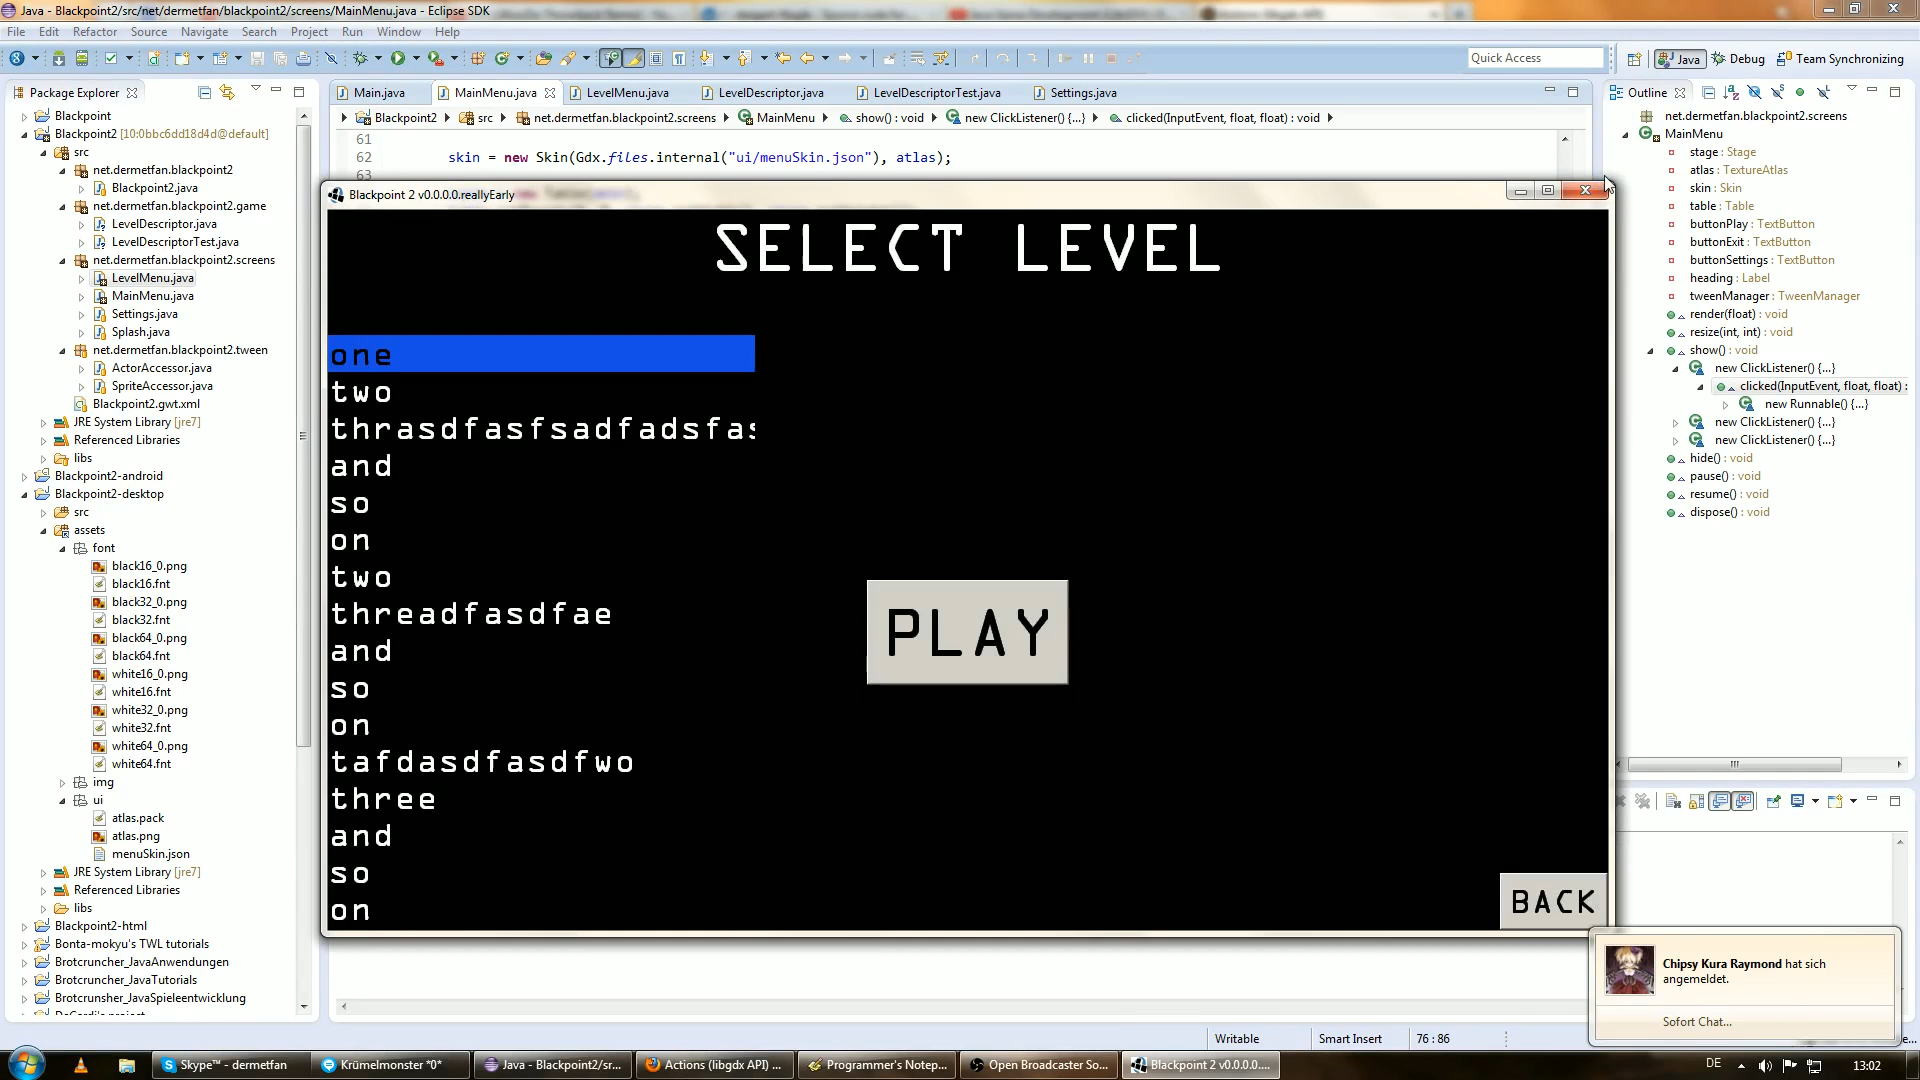 Java - Blackpoint2/src/net/dermetfan/blackpoint2/screens/MainMenu.java - Eclipse SDK
File Edit Refactor Source Navigate Search Project Run Window Help
Quick Access Java Debug Team Synchronizing
Package Explorer
Main.java MainMenu.java LevelMenu.java LevelDescriptor.java LevelDescriptorTest.java Settings.java
Outline
Blackpoint2 src net.dermetfan.blackpoint2.screens MainMenu show() : void new ClickListener() {...} clicked(InputEvent, float, float) : void
61
62 skin = new Skin(Gdx.files.internal("ui/menuSkin.json"), atlas);
63
Blackpoint
Blackpoint2 [10:0bbc6dd18d4d@default]
src
net.dermetfan.blackpoint2
Blackpoint2.java
net.dermetfan.blackpoint2.game
LevelDescriptor.java
LevelDescriptorTest.java
net.dermetfan.blackpoint2.screens
LevelMenu.java
MainMenu.java
Settings.java
Splash.java
net.dermetfan.blackpoint2.tween
ActorAccessor.java
SpriteAccessor.java
Blackpoint2.gwt.xml
JRE System Library [jre7]
Referenced Libraries
libs
Blackpoint2-android
Blackpoint2-desktop
src
assets
font
black16_0.png
black16.fnt
black32_0.png
black32.fnt
black64_0.png
black64.fnt
white16_0.png
white16.fnt
white32_0.png
white32.fnt
white64_0.png
white64.fnt
img
ui
atlas.pack
atlas.png
menuSkin.json
JRE System Library [jre7]
Referenced Libraries
libs
Blackpoint2-html
Bonta-mokyu's TWL tutorials
Brotcruncher_JavaAnwendungen
Brotcruncher_JavaTutorials
Brotcrunsher_JavaSpieleentwicklung
Blackpoint 2 v0.0.0.0.reallyEarly
SELECT LEVEL
one
two
thrasdfasfsadfadsfas
and
so
on
two
threadfasdfae
and
so
on
tafdasdfasdfwo
three
and
so
on
PLAY
BACK
net.dermetfan.blackpoint2.screens
MainMenu
stage : Stage
atlas : TextureAtlas
skin : Skin
table : Table
buttonPlay : TextButton
buttonExit : TextButton
buttonSettings : TextButton
heading : Label
tweenManager : TweenManager
render(float) : void
resize(int, int) : void
show() : void
new ClickListener() {...}
clicked(InputEvent, float, float) :
new Runnable() {...}
new ClickListener() {...}
new ClickListener() {...}
hide() : void
pause() : void
resume() : void
dispose() : void
Chipsy Kura Raymond hat sich
angemeldet.
Sofort Chat...
Writable Smart Insert 76 : 86
Skype™ - dermetfan Krümelmonster *0* Java - Blackpoint2/sr... Actions (libgdx API) ... Programmer's Notep... Open Broadcaster So... Blackpoint 2 v0.0.0.0....
DE 13:02